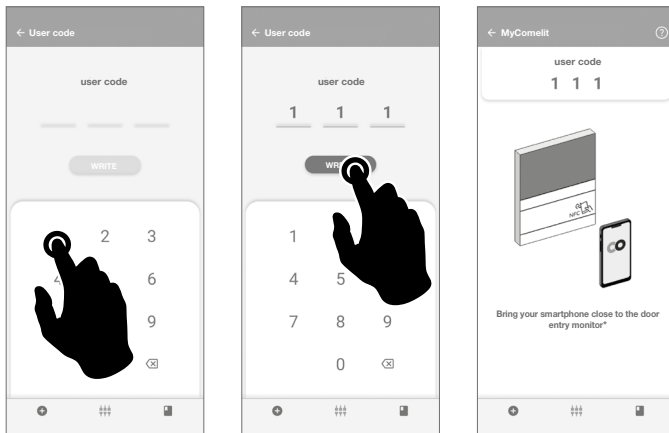 ← User code
user code
WRITE
2 3
4 6
9
← User code
user code
1 1 1
1
4 5
7 8 9
0
← MyComelit
user code
1 1 1
NFC
Bring your smartphone close to the door
entry monitor*